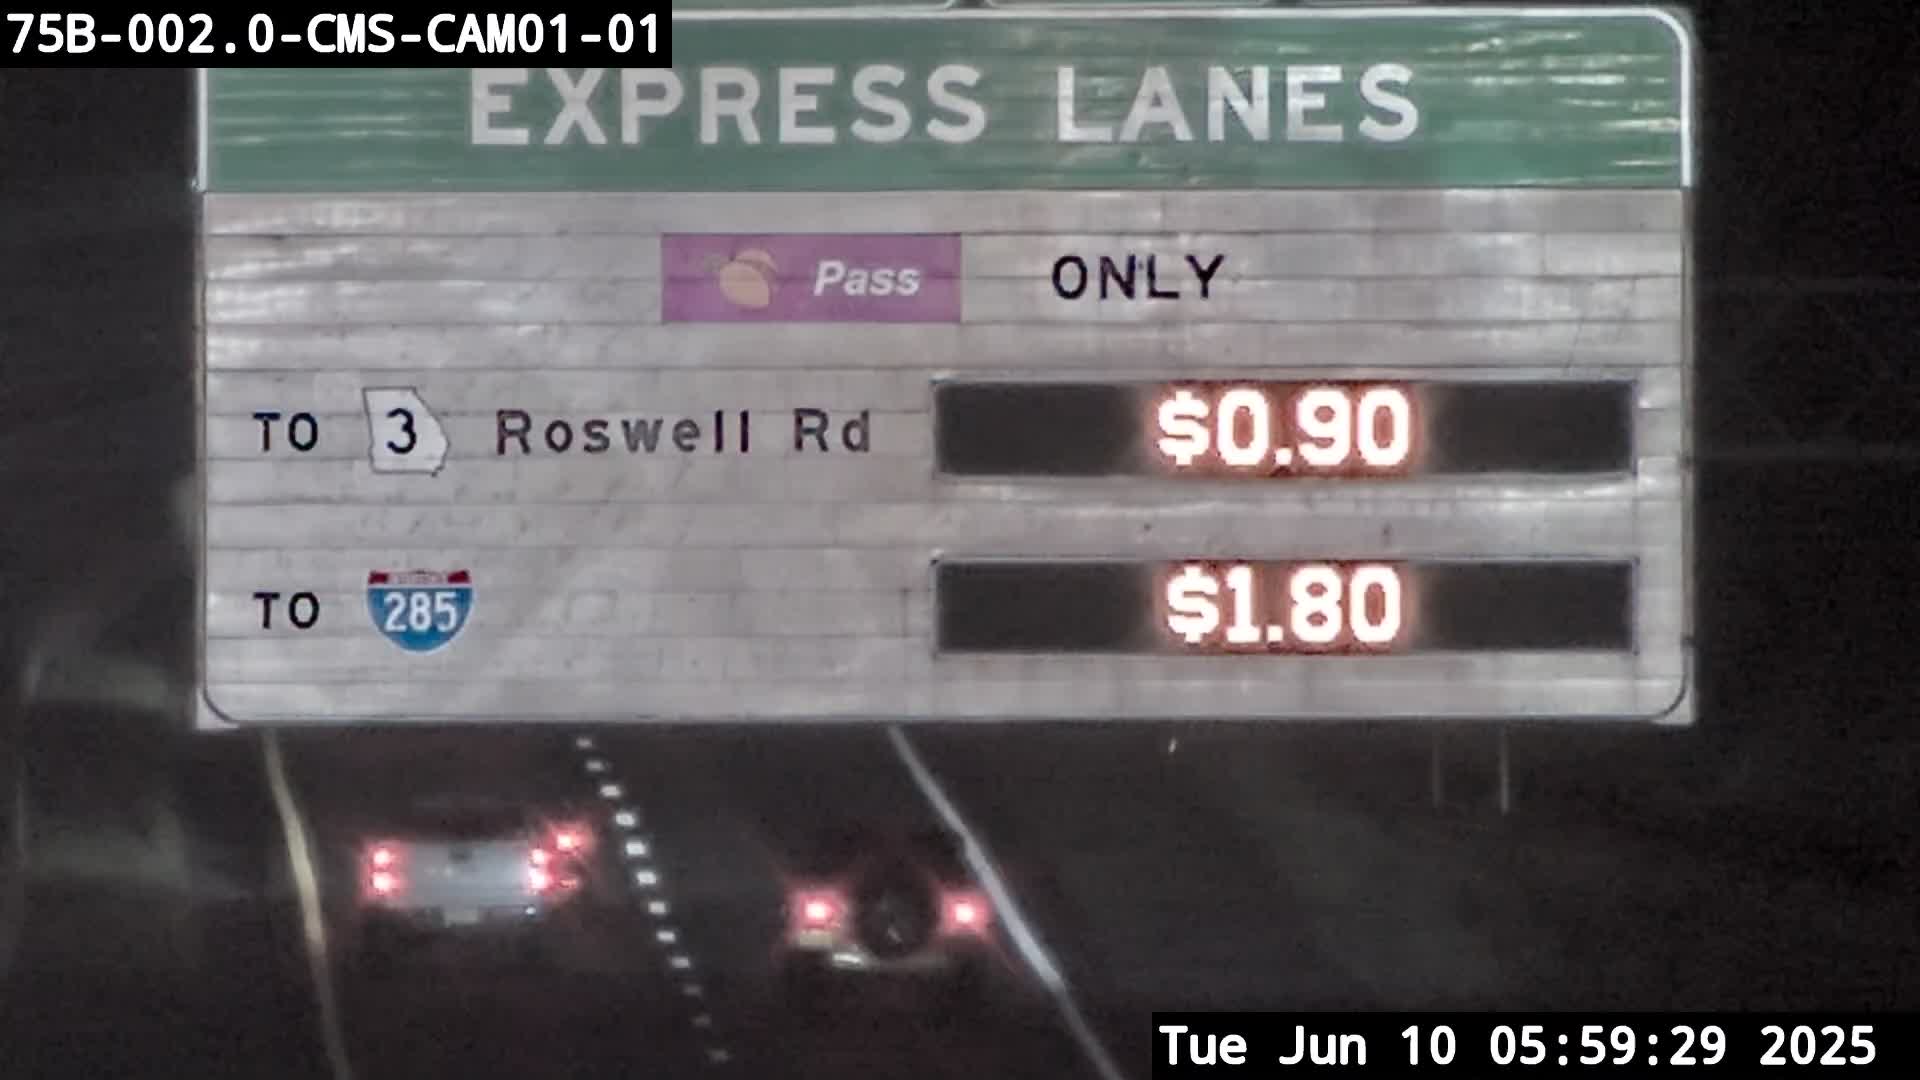 75B-002.0-CMS-CAM01-01
EXPRESS LANES
Pass ONLY
TO 3 Roswell Rd $0.90
TO 285 $1.80
Tue Jun 10 05:59:29 2025